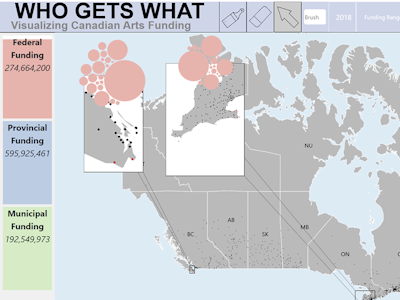 WHO GETS WHAT
Visualizing Canadian Arts Funding
Brush
2018
Funding Rang
Federal
Funding
274,664,200
Provincial
Funding
595,925,461
Municipal
Funding
192,549,973
NU
BC
AB
SK
MB
ON